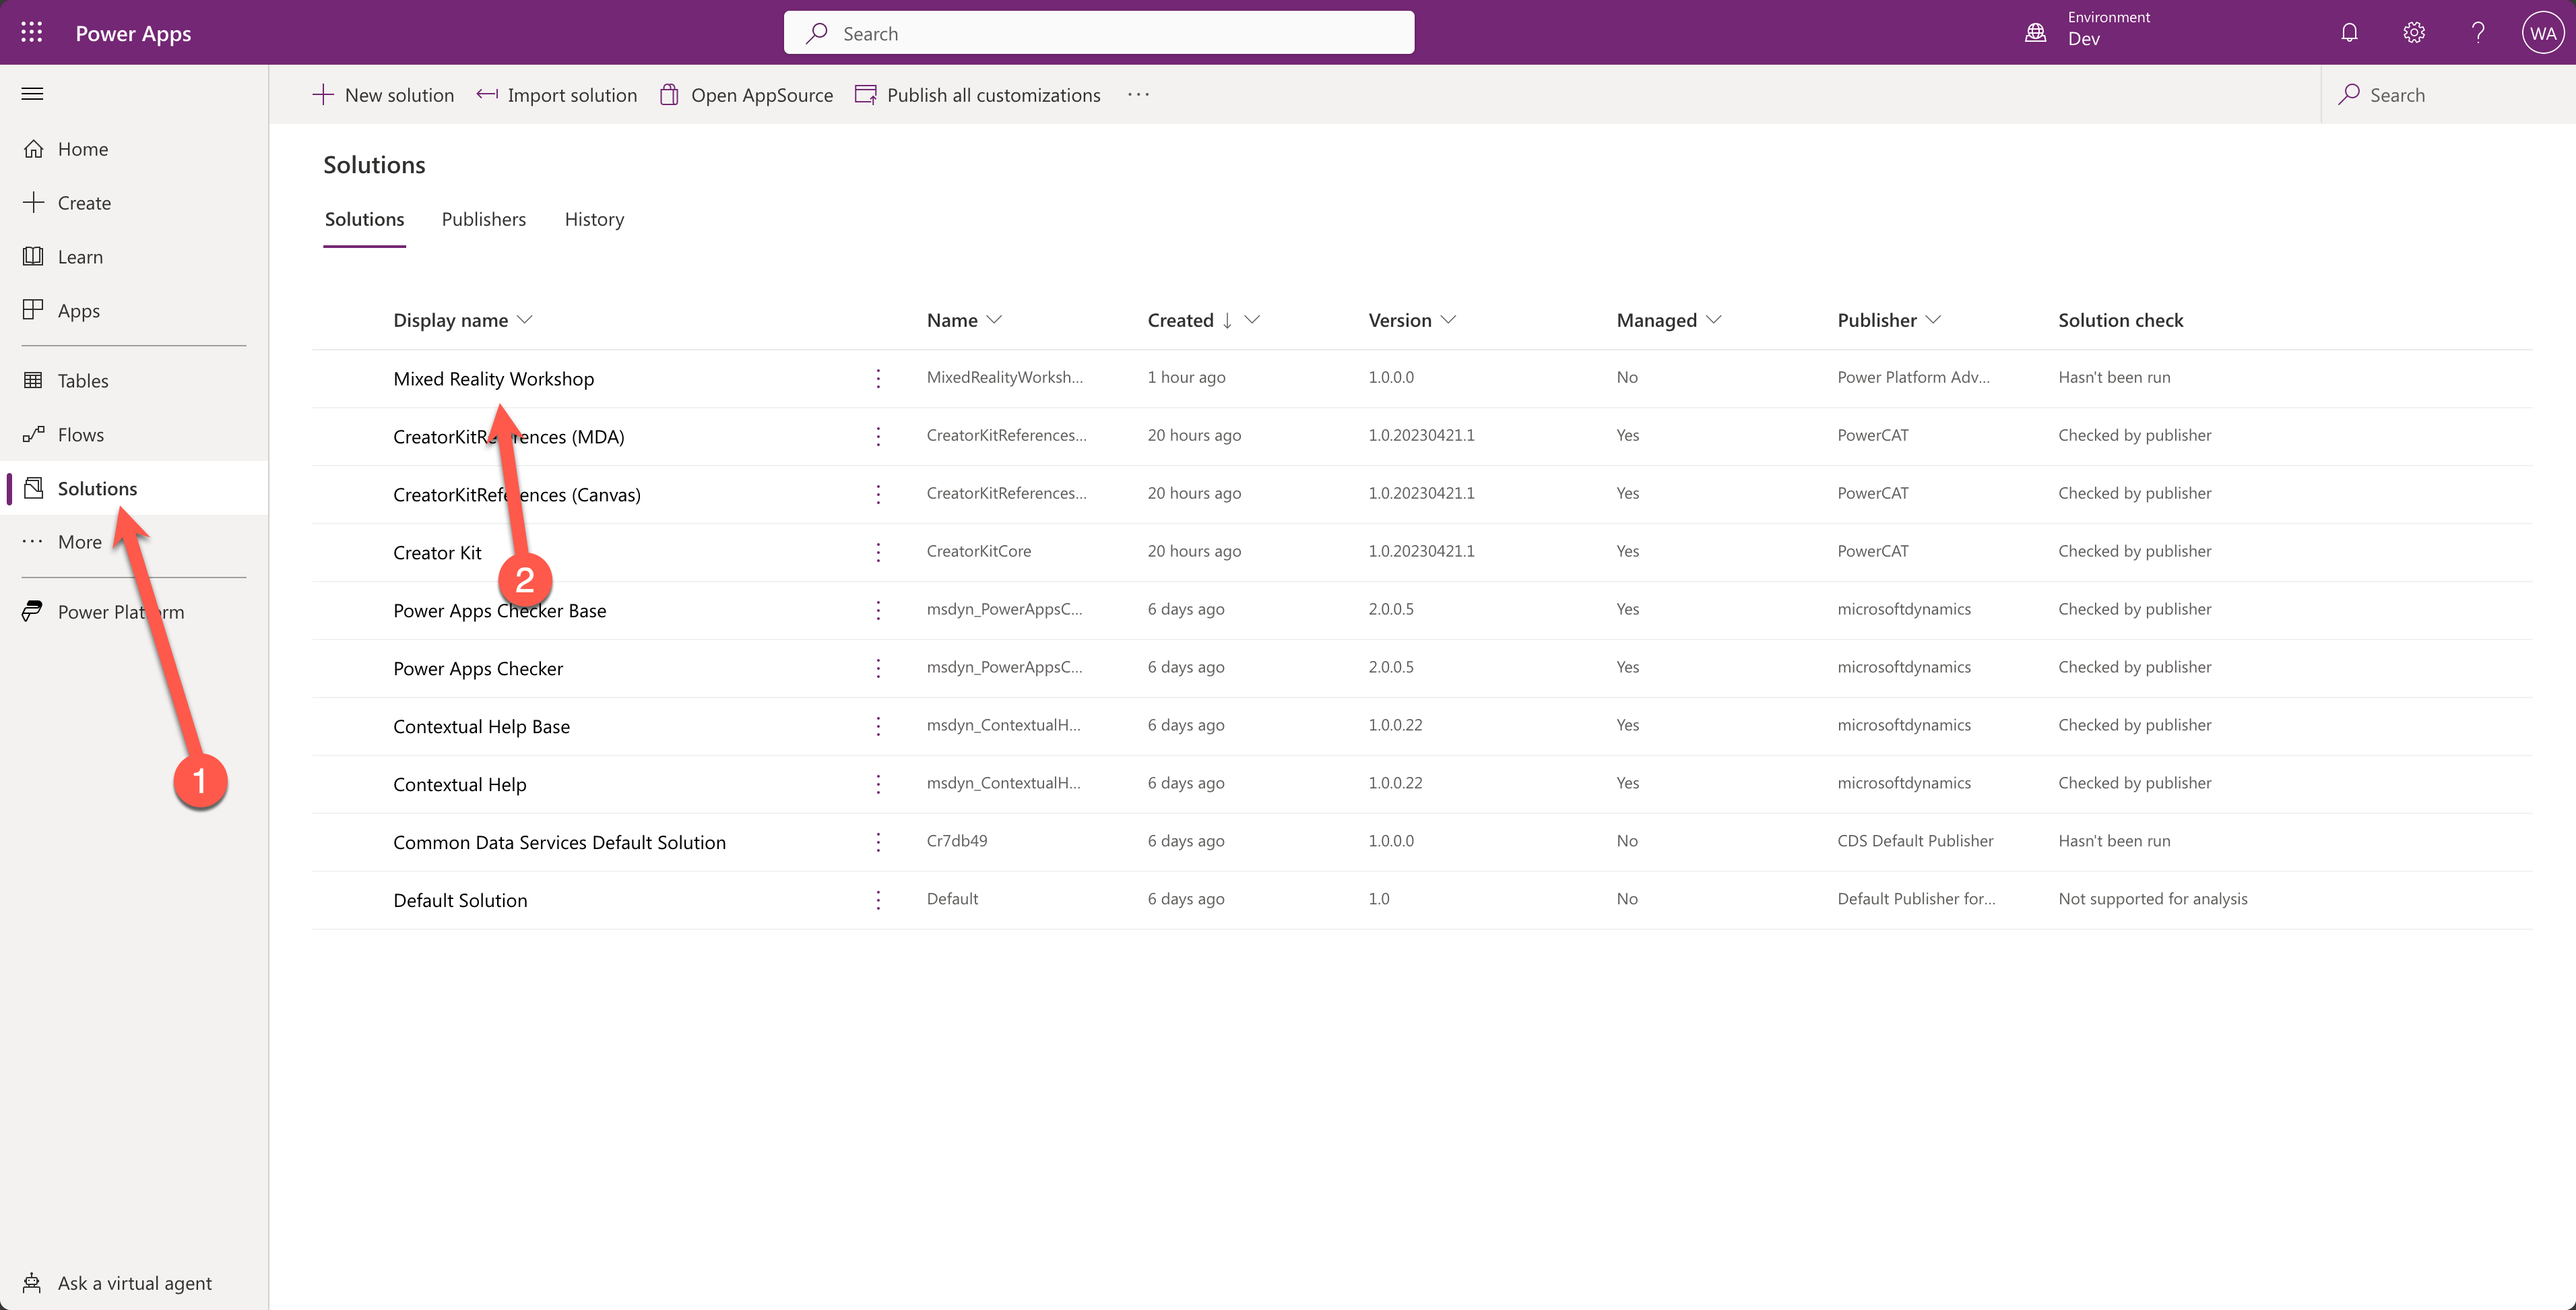 Power Apps
Search
Environment
Dev
?
WA
New solution
Import solution
Open AppSource
Publish all customizations
···
Search
Home
Create
Learn
Apps
Tables
Flows
Solutions
··· More
Power Platform
Ask a virtual agent
Solutions
Solutions Publishers History
Display name Name Created ↓ Version Managed Publisher Solution check
Mixed Reality Workshop MixedRealityWorksh... 1 hour ago 1.0.0.0 No Power Platform Adv... Hasn't been run
CreatorKitReferences (MDA) CreatorKitReferences... 20 hours ago 1.0.20230421.1 Yes PowerCAT Checked by publisher
CreatorKitReferences (Canvas) CreatorKitReferences... 20 hours ago 1.0.20230421.1 Yes PowerCAT Checked by publisher
Creator Kit CreatorKitCore 20 hours ago 1.0.20230421.1 Yes PowerCAT Checked by publisher
Power Apps Checker Base msdyn_PowerAppsC... 6 days ago 2.0.0.5 Yes microsoftdynamics Checked by publisher
Power Apps Checker msdyn_PowerAppsC... 6 days ago 2.0.0.5 Yes microsoftdynamics Checked by publisher
Contextual Help Base msdyn_ContextualH... 6 days ago 1.0.0.22 Yes microsoftdynamics Checked by publisher
Contextual Help msdyn_ContextualH... 6 days ago 1.0.0.22 Yes microsoftdynamics Checked by publisher
Common Data Services Default Solution Cr7db49 6 days ago 1.0.0.0 No CDS Default Publisher Hasn't been run
Default Solution Default 6 days ago 1.0 No Default Publisher for... Not supported for analysis
1
2